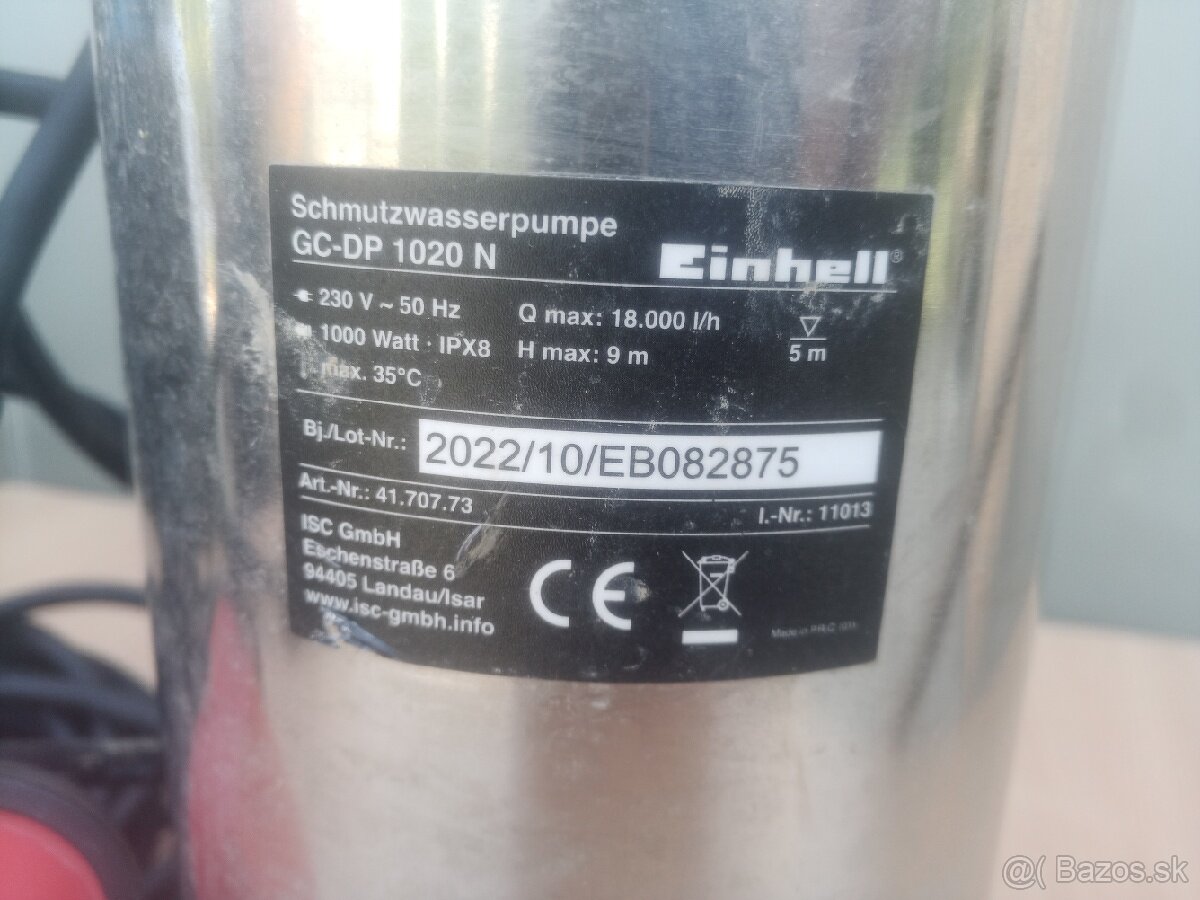 Schmutzwasserpumpe
GC-DP 1020 N
Einhell®
230 V ~ 50 Hz
1000 Watt · IPX8
max. 35°C
Q max: 18.000 l/h
H max: 9 m
5 m
Bj./Lot-Nr.: 2022/10/EB082875
Art.-Nr.: 41.707.73
I.-Nr.: 11013
ISC GmbH
Eschenstraße 6
94405 Landau/Isar
www.isc-gmbh.info
CE
Made in P.R.C.
@( Bazos.sk